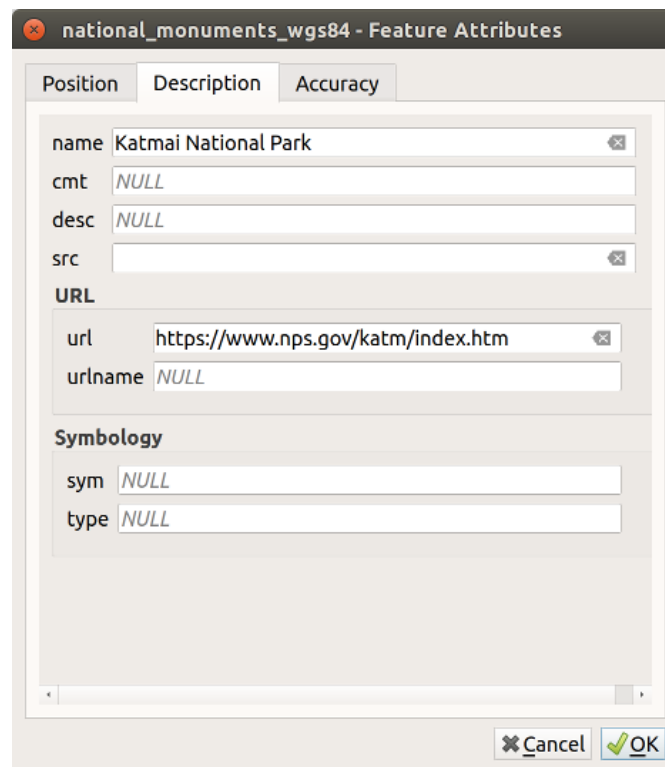 national_monuments_wgs84 - Feature Attributes
Position Description Accuracy
name Katmai National Park
cmt NULL
desc NULL
src
URL
url https://www.nps.gov/katm/index.htm
urlname NULL
Symbology
sym NULL
type NULL
Cancel OK